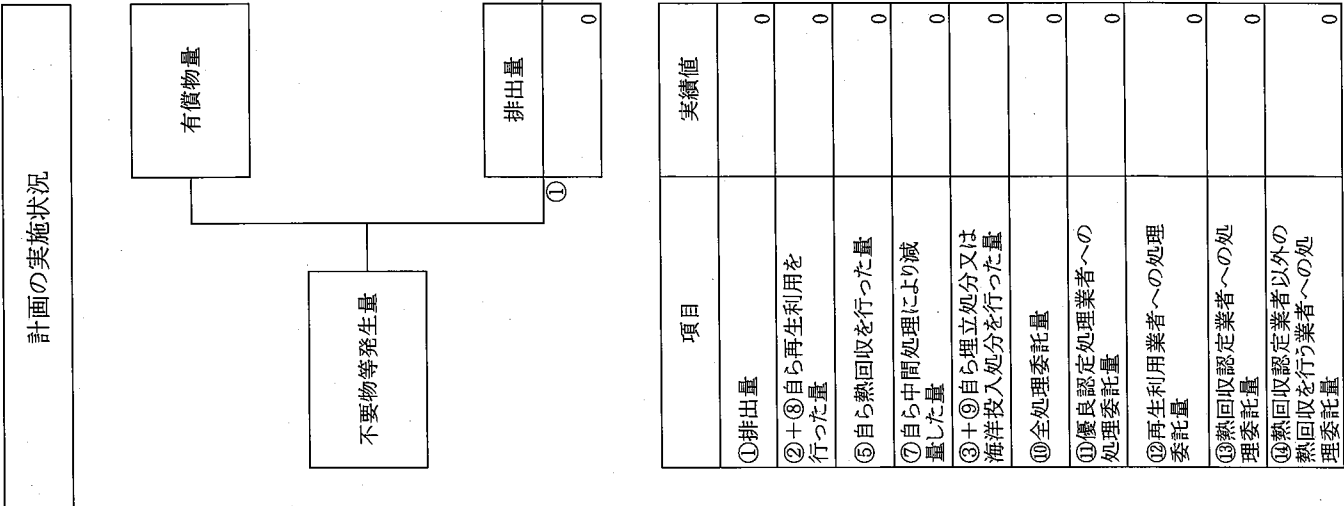 計画の実施状況
有償物量
不要物等発生量
排出量
①
0
項目
実績値
①排出量
0
②+⑧自ら再生利用を
行った量
0
⑤自ら熱回収を行った量
0
⑦自ら中間処理により減
量した量
0
③+⑨自ら埋立処分又は
海洋投入処分を行った量
0
⑩全処理委託量
0
⑪優良認定処理業者への
処理委託量
0
⑫再生利用業者への処理
委託量
0
⑬熱回収認定業者への処
理委託量
0
⑭熱回収認定業者以外の
熱回収を行う業者への処
理委託量
0